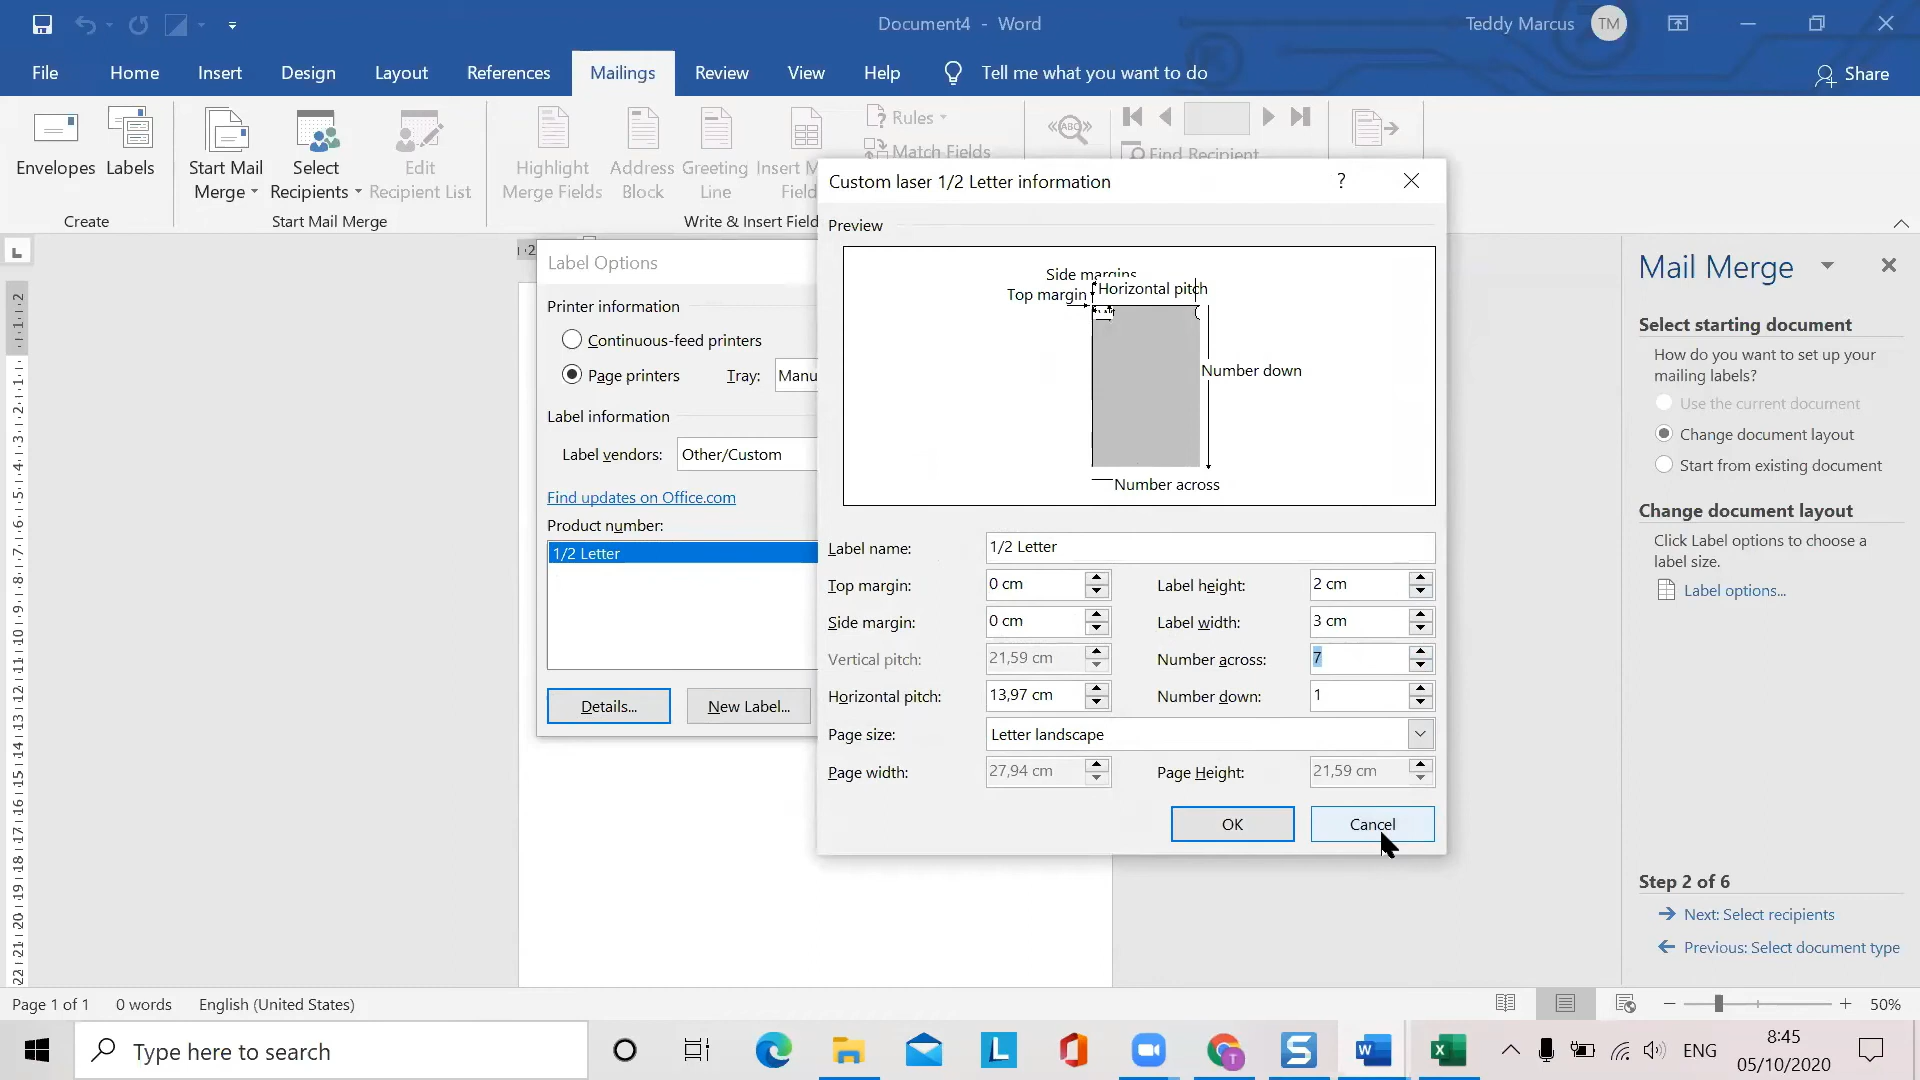 Document4 - Word
Teddy Marcus
TM
File Home Insert Design Layout References Mailings Review View Help Tell me what you want to do
Share
Envelopes
Labels
Start Mail Merge
Select Recipients
Edit Recipient List
Highlight Merge Fields
Address Block
Greeting Line
Insert M
Field
Rules
Match Fields
ABC
Find Recipient
Create
Start Mail Merge
Write & Insert Field
Label Options
Printer information
Continuous-feed printers
Page printers
Tray: Manu
Label information
Label vendors: Other/Custom
Find updates on Office.com
Product number:
1/2 Letter
Details...
New Label...
Custom laser 1/2 Letter information
?
Preview
Side margins
Top margin
Horizontal pitch
Number down
Number across
Label name: 1/2 Letter
Top margin: 0 cm Label height: 2 cm
Side margin: 0 cm Label width: 3 cm
Vertical pitch: 21,59 cm Number across: 7
Horizontal pitch: 13,97 cm Number down: 1
Page size: Letter landscape
Page width: 27,94 cm Page Height: 21,59 cm
OK
Cancel
Mail Merge
Select starting document
How do you want to set up your
mailing labels?
Use the current document
Change document layout
Start from existing document
Change document layout
Click Label options to choose a
label size.
Label options...
Step 2 of 6
Next: Select recipients
Previous: Select document type
Page 1 of 1 0 words English (United States)
50%
Type here to search
ENG
8:45
05/10/2020